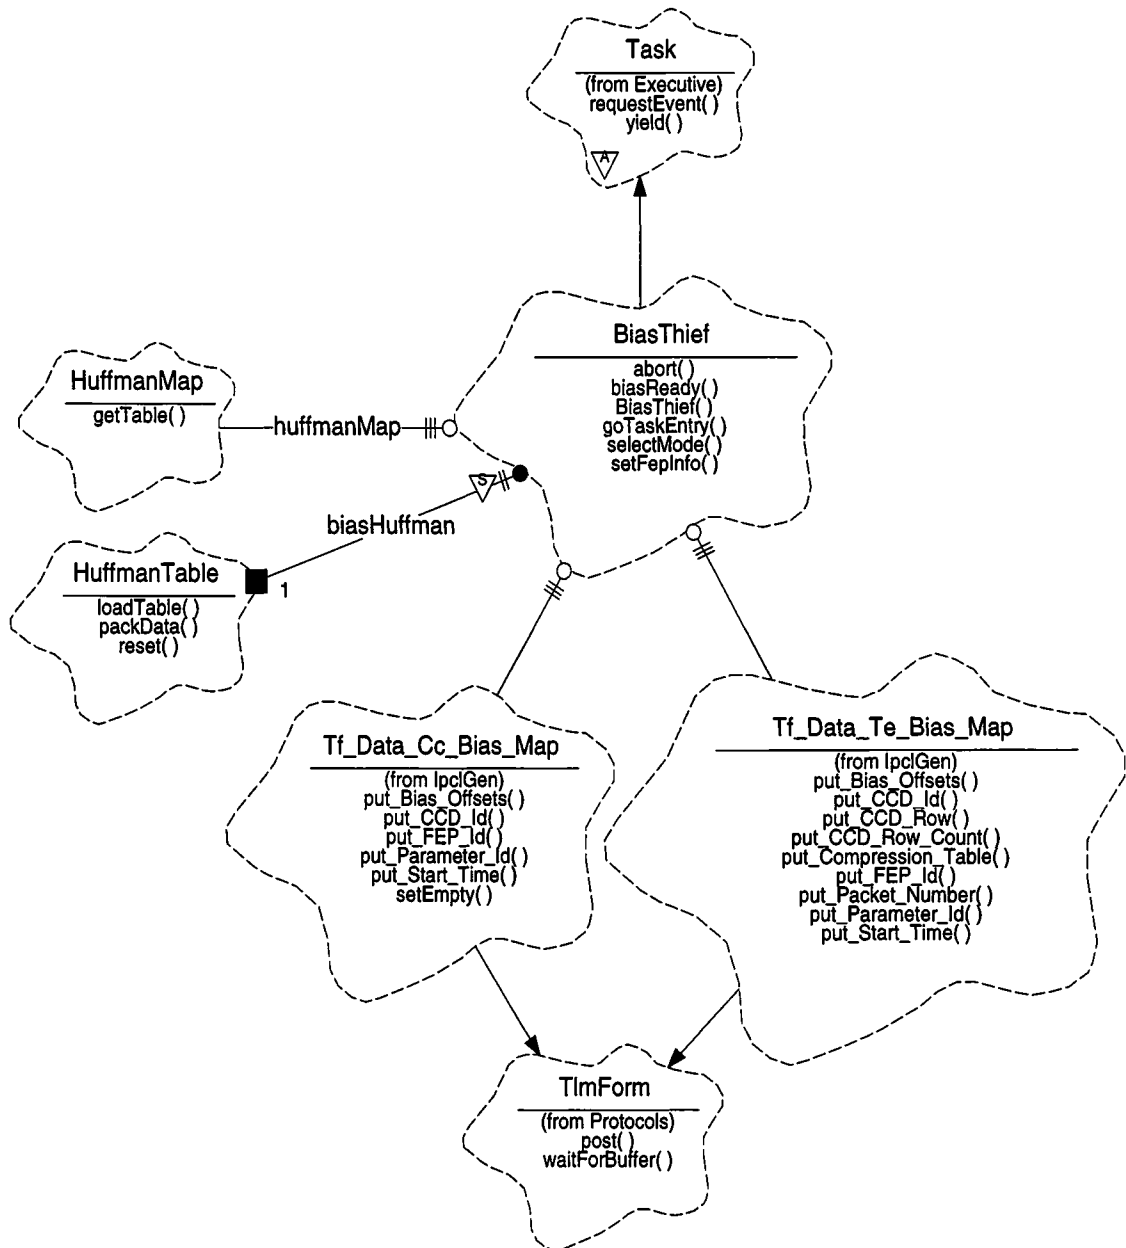 Task
(from Executive)
requestEvent( )
yield( )
A
BiasThief
abort( )
biasReady( )
BiasThief( )
goTaskEntry( )
selectMode( )
setFepInfo( )
HuffmanMap
getTable( )
huffmanMap
S
biasHuffman
HuffmanTable
loadTable( )
packData( )
reset( )
1
Tf_Data_Cc_Bias_Map
(from IpclGen)
put_Bias_Offsets( )
put_CCD_Id( )
put_FEP_Id( )
put_Parameter_Id( )
put_Start_Time( )
setEmpty( )
Tf_Data_Te_Bias_Map
(from IpclGen)
put_Bias_Offsets( )
put_CCD_Id( )
put_CCD_Row( )
put_CCD_Row_Count( )
put_Compression_Table( )
put_FEP_Id( )
put_Packet_Number( )
put_Parameter_Id( )
put_Start_Time( )
TlmForm
(from Protocols)
post( )
waitForBuffer( )